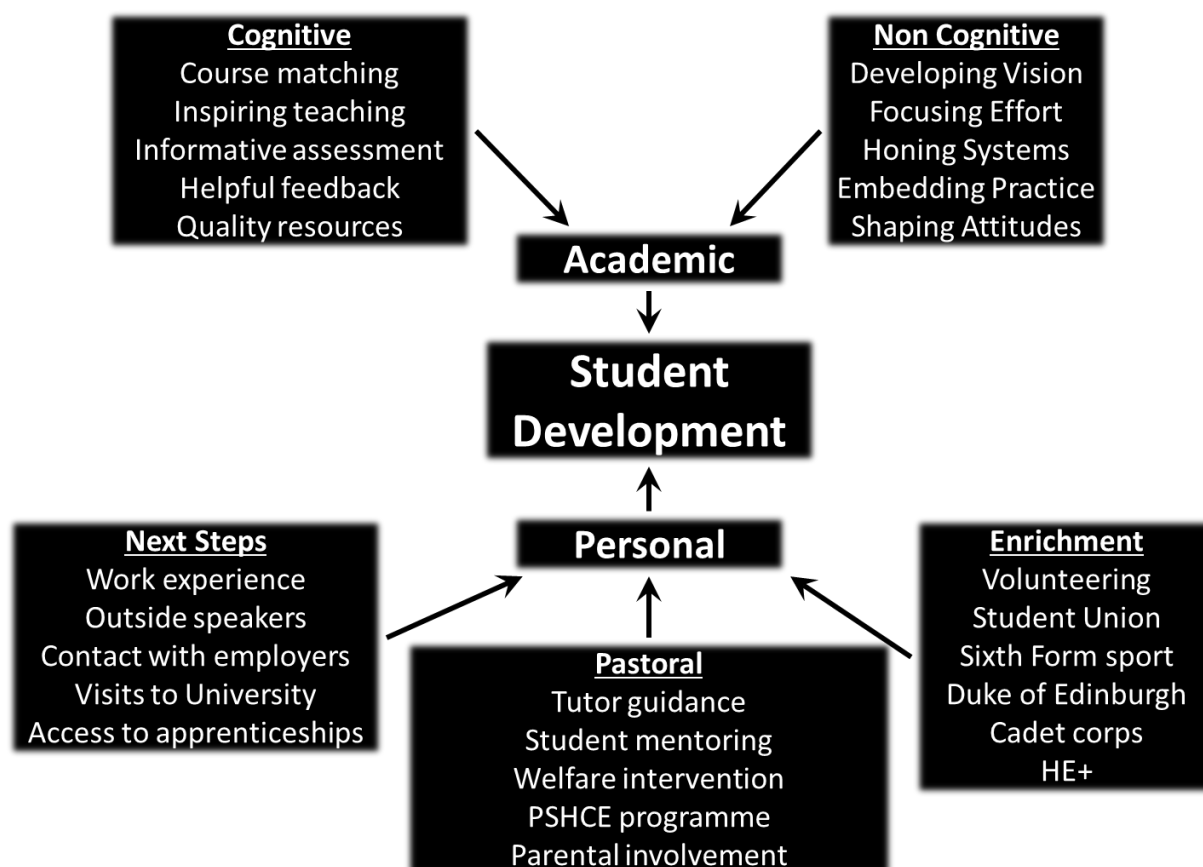 Cognitive
Course matching
Inspiring teaching
Informative assessment
Helpful feedback
Quality resources
Non Cognitive
Developing Vision
Focusing Effort
Honing Systems
Embedding Practice
Shaping Attitudes
Academic
Student
Development
Personal
Next Steps
Work experience
Outside speakers
Contact with employers
Visits to University
Access to apprenticeships
Pastoral
Tutor guidance
Student mentoring
Welfare intervention
PSHCE programme
Parental involvement
Enrichment
Volunteering
Student Union
Sixth Form sport
Duke of Edinburgh
Cadet corps
HE+